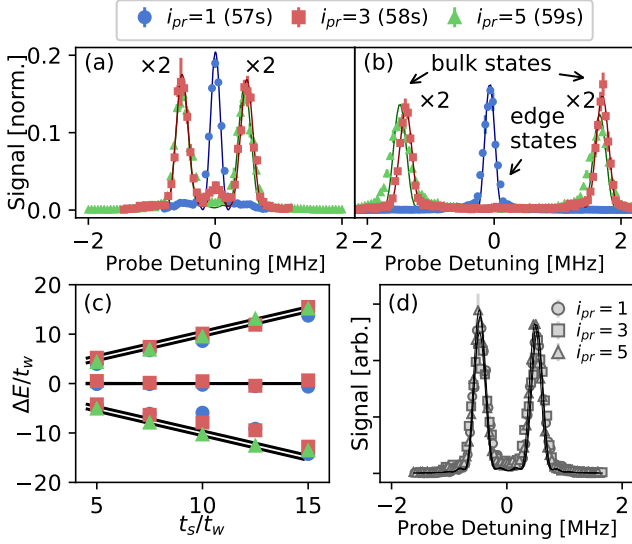 i_pr=1 (57s) i_pr=3 (58s) i_pr=5 (59s)
(a) ×2 ×2
(b) bulk states
×2 ×2
edge
states
Signal [norm.]
0.2
0.1
0.0
−2 0 2
−2 0 2
Probe Detuning [MHz]
Probe Detuning [MHz]
(c)
ΔE/t_w
20
10
0
−10
−20
5 10 15
t_s/t_w
(d)
i_pr=1
i_pr=3
i_pr=5
Signal [arb.]
−2 0 2
Probe Detuning [MHz]